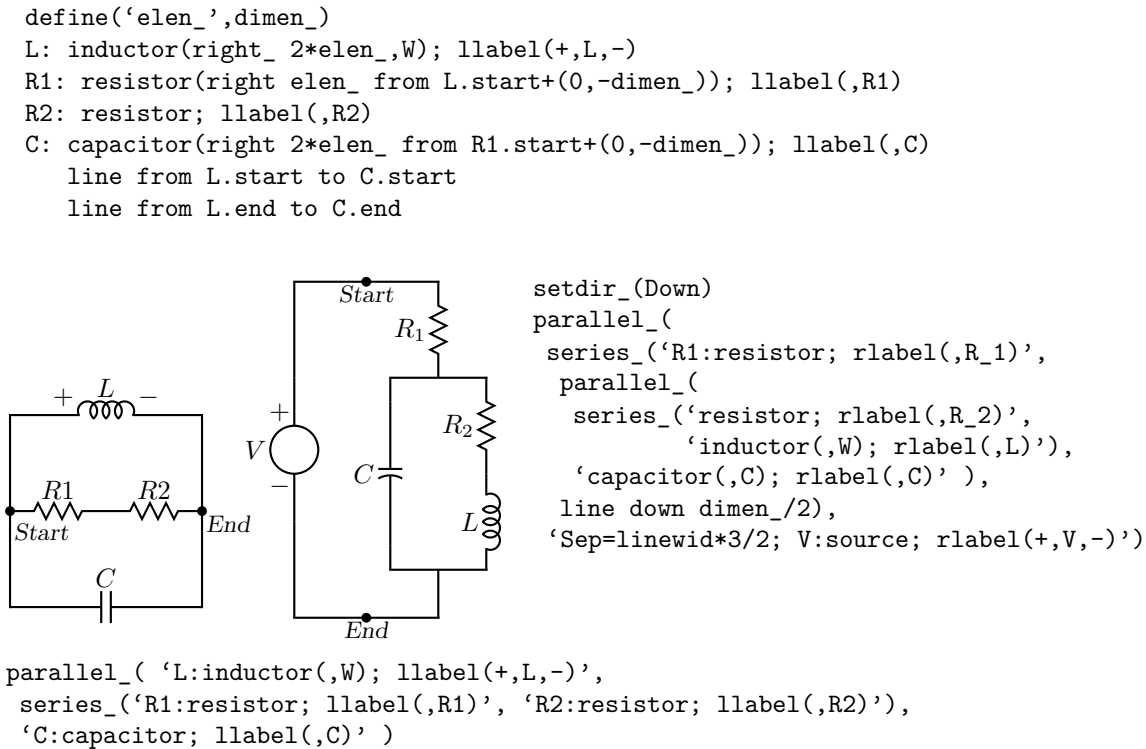 define(‘elen_’,dimen_)
L: inductor(right_ 2*elen_,W); llabel(+,L,-)
R1: resistor(right elen_ from L.start+(0,-dimen_)); llabel(,R1)
R2: resistor; llabel(,R2)
C: capacitor(right 2*elen_ from R1.start+(0,-dimen_)); llabel(,C)
line from L.start to C.start
line from L.end to C.end
+ L −
R1 R2
Start End
C
Start
R1
+
V
−
R2
C
L
End
setdir_(Down)
parallel_(
series_(‘R1:resistor; rlabel(,R_1)’,
parallel_(
series_(‘resistor; rlabel(,R_2)’,
‘inductor(,W); rlabel(,L)’),
‘capacitor(,C); rlabel(,C)’ ),
line down dimen_/2),
‘Sep=linewid*3/2; V:source; rlabel(+,V,-)’)
parallel_( ‘L:inductor(,W); llabel(+,L,-)’,
series_(‘R1:resistor; llabel(,R1)’, ‘R2:resistor; llabel(,R2)’),
‘C:capacitor; llabel(,C)’ )